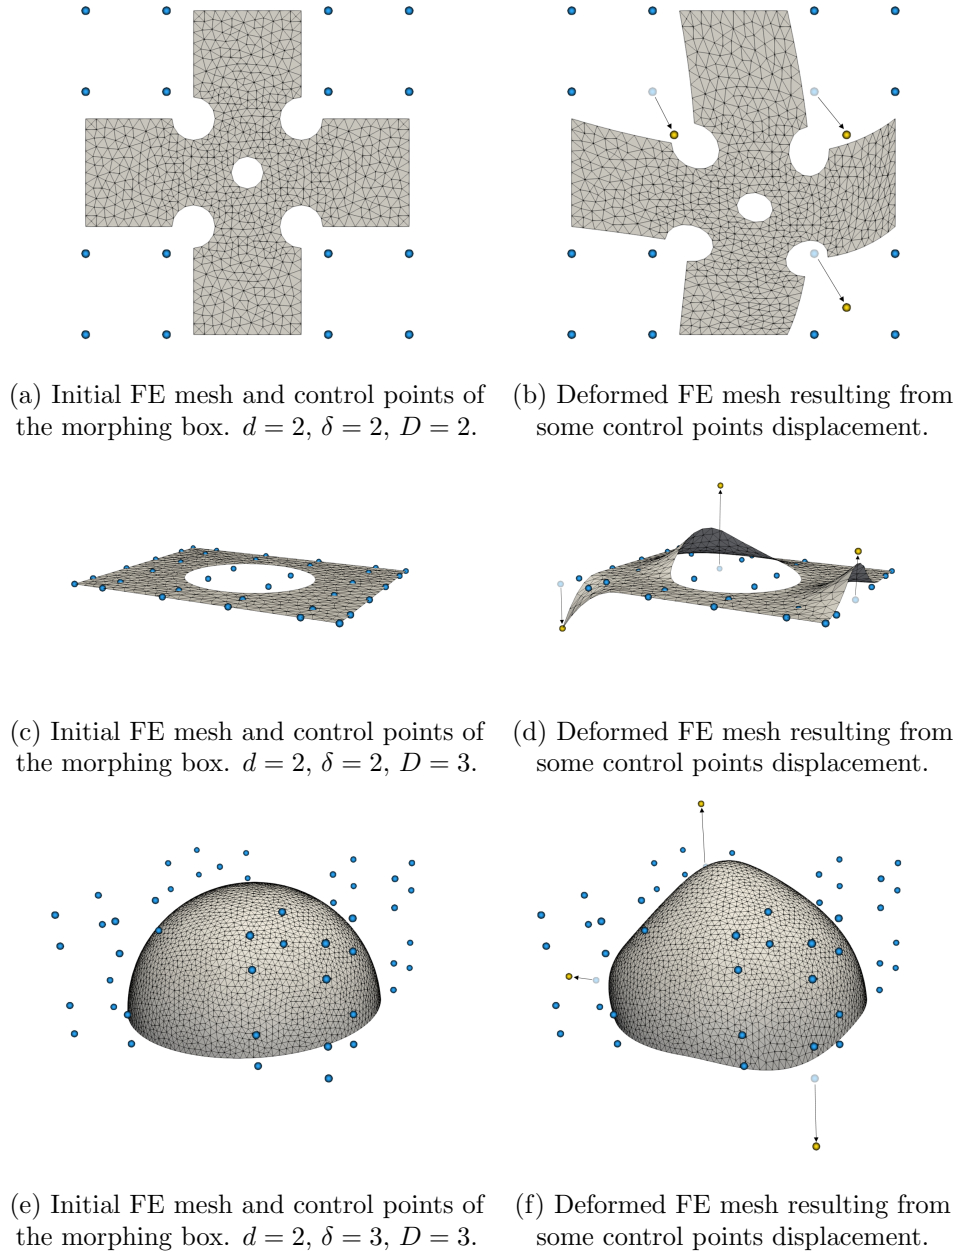 (a) Initial FE mesh and control points of
the morphing box. d = 2, δ = 2, D = 2.
(b) Deformed FE mesh resulting from
some control points displacement.
(c) Initial FE mesh and control points of
the morphing box. d = 2, δ = 2, D = 3.
(d) Deformed FE mesh resulting from
some control points displacement.
(e) Initial FE mesh and control points of
the morphing box. d = 2, δ = 3, D = 3.
(f) Deformed FE mesh resulting from
some control points displacement.